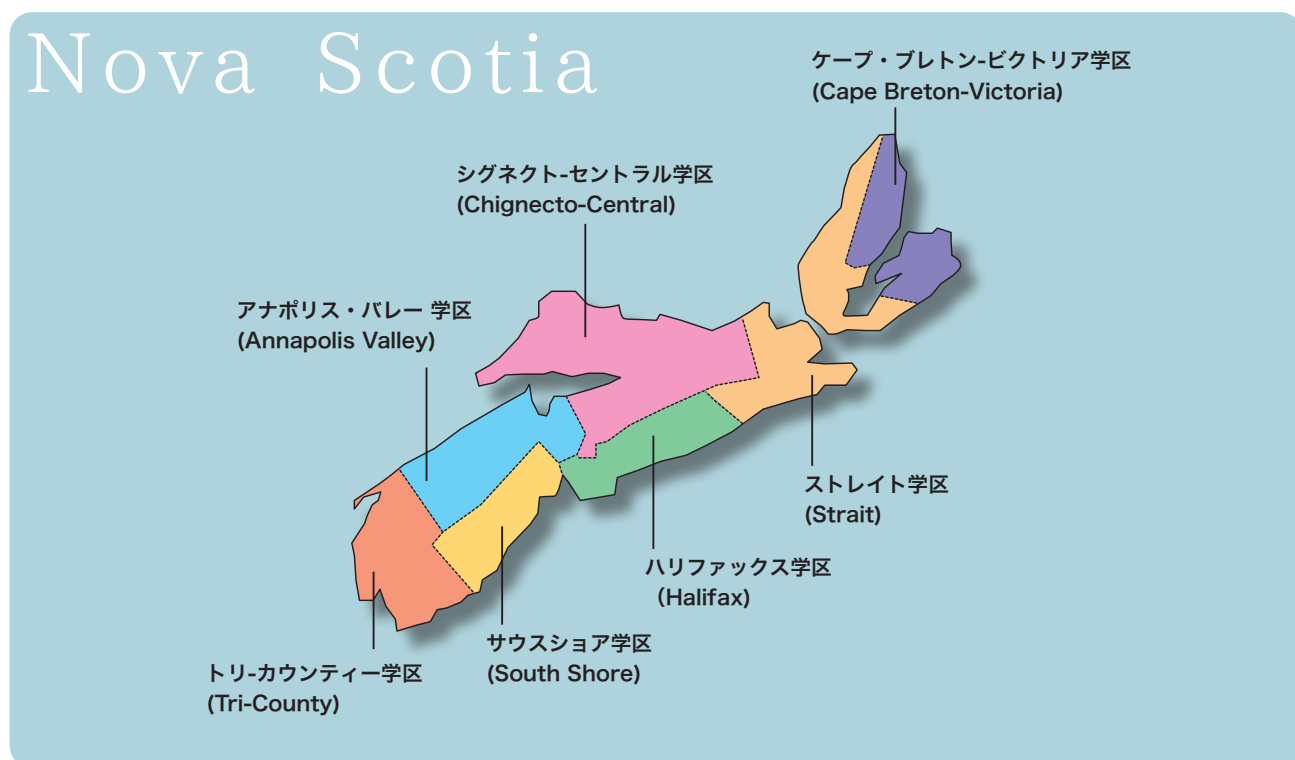 Nova Scotia
ケープ・ブレトン-ビクトリア学区
(Cape Breton-Victoria)
シグネクト-セントラル学区
(Chignecto-Central)
アナポリス・バレー 学区
(Annapolis Valley)
ストレイト学区
(Strait)
ハリファックス学区
（Halifax)
サウスショア学区
(South Shore)
トリ-カウンティー学区
(Tri-County)